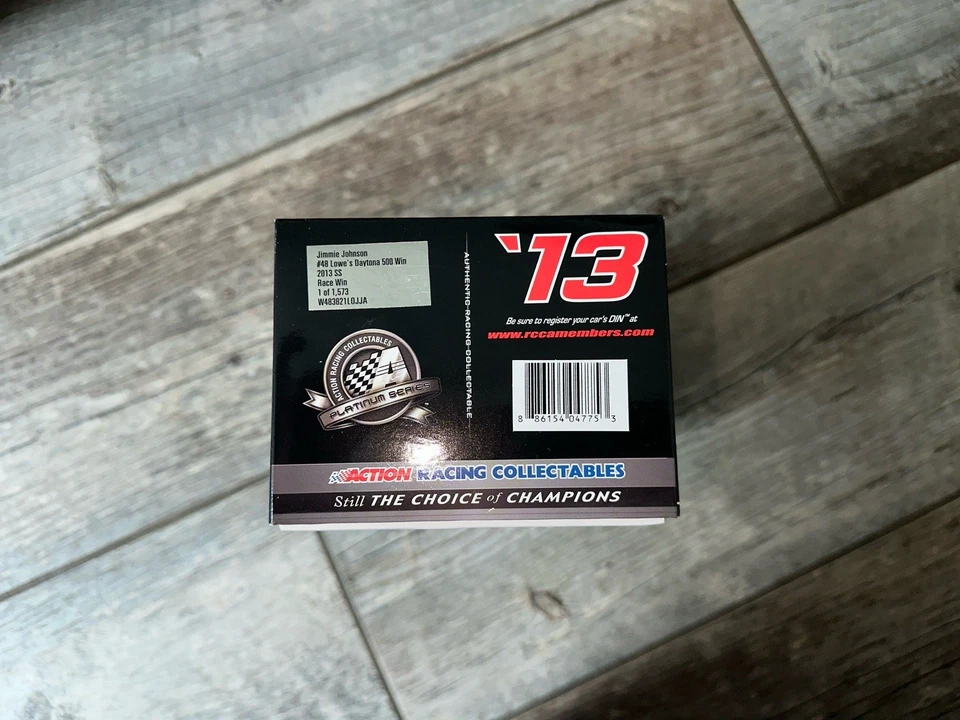 Jimmie Johnson
#48 Lowe's Daytona 500 Win
2013 SS
Race Win
1 of 1,573
W483821LOJJA
AUTHENTIC RACING COLLECTABLE
'13
Be sure to register your car's DIN™ at
www.rccamembers.com
ACTION RACING COLLECTABLES
A
PLATINUM SERIES
8 86154 04775 3
ACTION RACING COLLECTABLES
Still THE CHOICE of CHAMPIONS